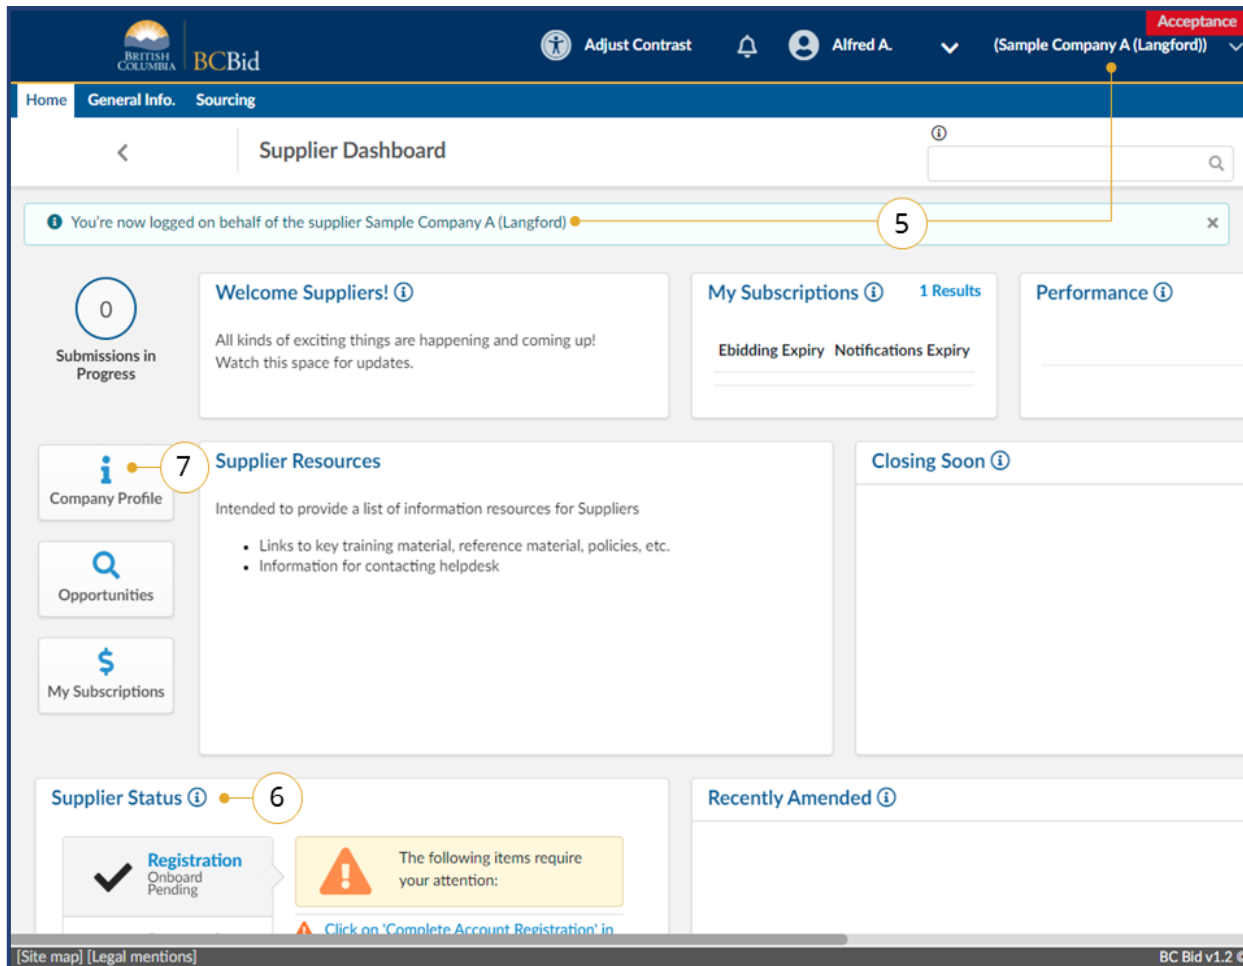 Acceptance
BRITISH
COLUMBIA
BCBid
Adjust Contrast
Alfred A.
(Sample Company A (Langford))
Home
General Info.
Sourcing
Supplier Dashboard
You're now logged on behalf of the supplier Sample Company A (Langford)
5
0
Submissions in
Progress
Welcome Suppliers!
All kinds of exciting things are happening and coming up!
Watch this space for updates.
My Subscriptions
1 Results
Ebidding Expiry Notifications Expiry
Performance
7
Company Profile
Opportunities
My Subscriptions
Supplier Resources
Intended to provide a list of information resources for Suppliers
• Links to key training material, reference material, policies, etc.
• Information for contacting helpdesk
Closing Soon
Supplier Status
6
Registration
Onboard
Pending
The following items require
your attention:
Click on 'Complete Account Registration' in
Recently Amended
[Site map] [Legal mentions]
BC Bid v1.2 ©